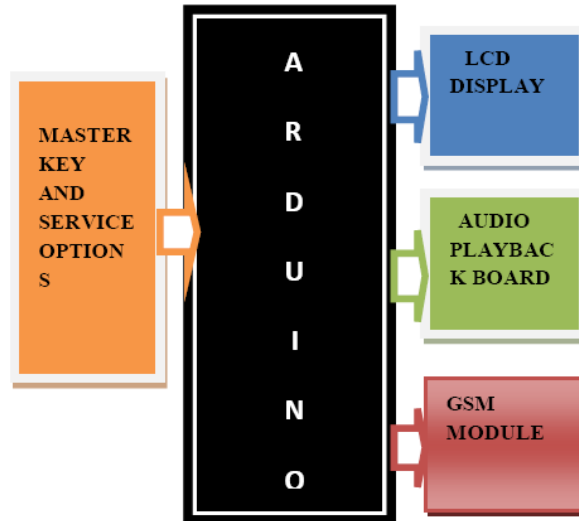 MASTER
KEY
AND
SERVICE
OPTION
S
A
R
D
U
I
N
O
LCD
DISPLAY
AUDIO
PLAYBAC
K BOARD
GSM
MODULE